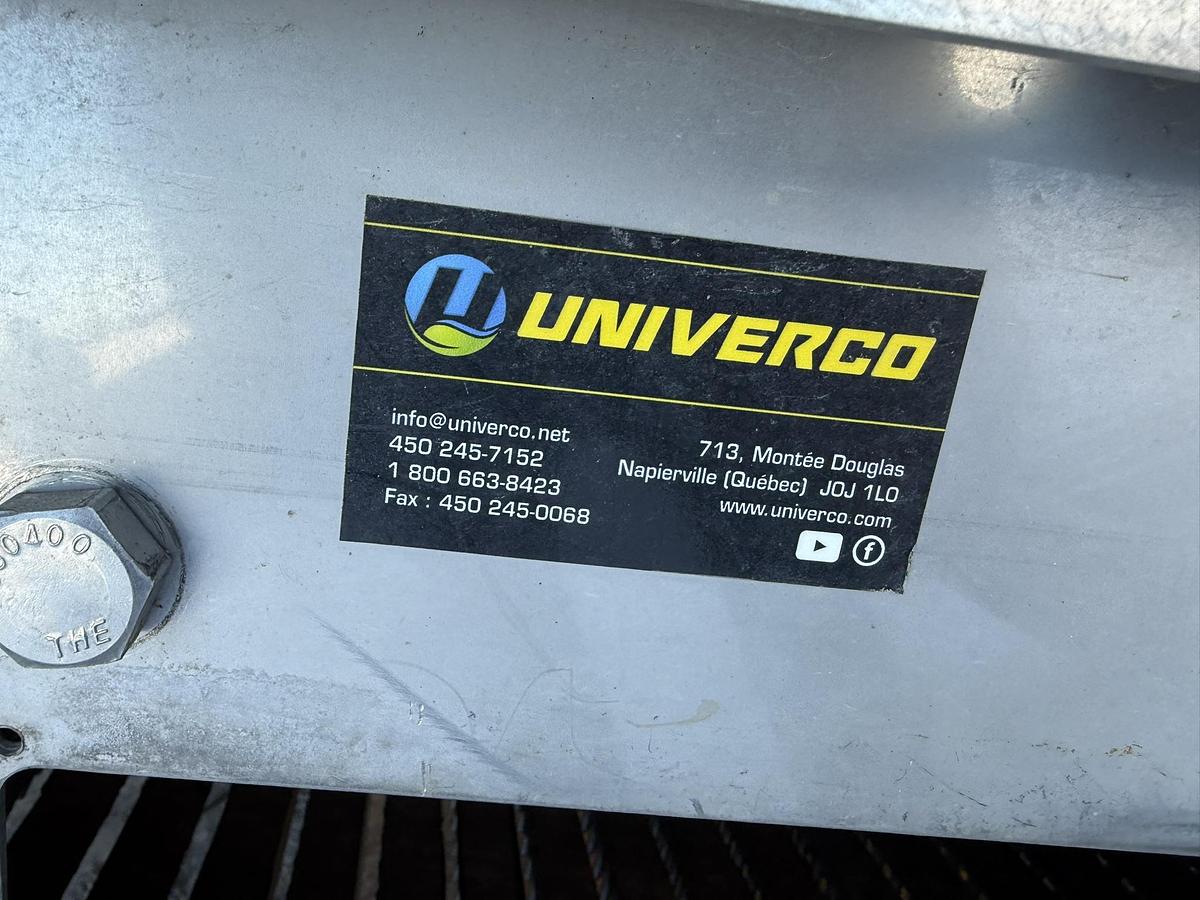 UNIVERCO
info@univerco.net
450 245-7152
1 800 663-8423
Fax : 450 245-0068
713, Montée Douglas
Napierville (Québec) J0J 1L0
www.univerco.com
THE